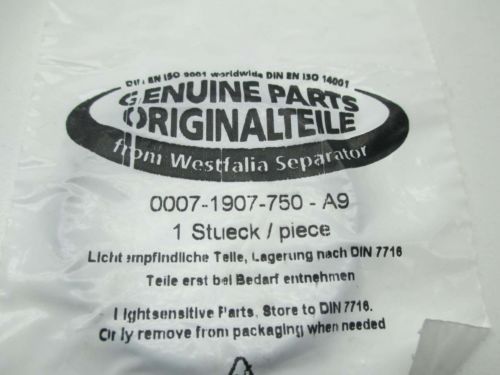 DIN EN ISO 9001 worldwide DIN EN ISO 14001
GENUINE PARTS
ORIGINALTEILE
from Westfalia Separator
0007-1907-750 - A9
1 Stueck / piece
Lichtempfindliche Teile, Lagerung nach DIN 7716
Teile erst bei Bedarf entnehmen
Lightsensitive Parts, Store to DIN 7716.
Only remove from packaging when needed